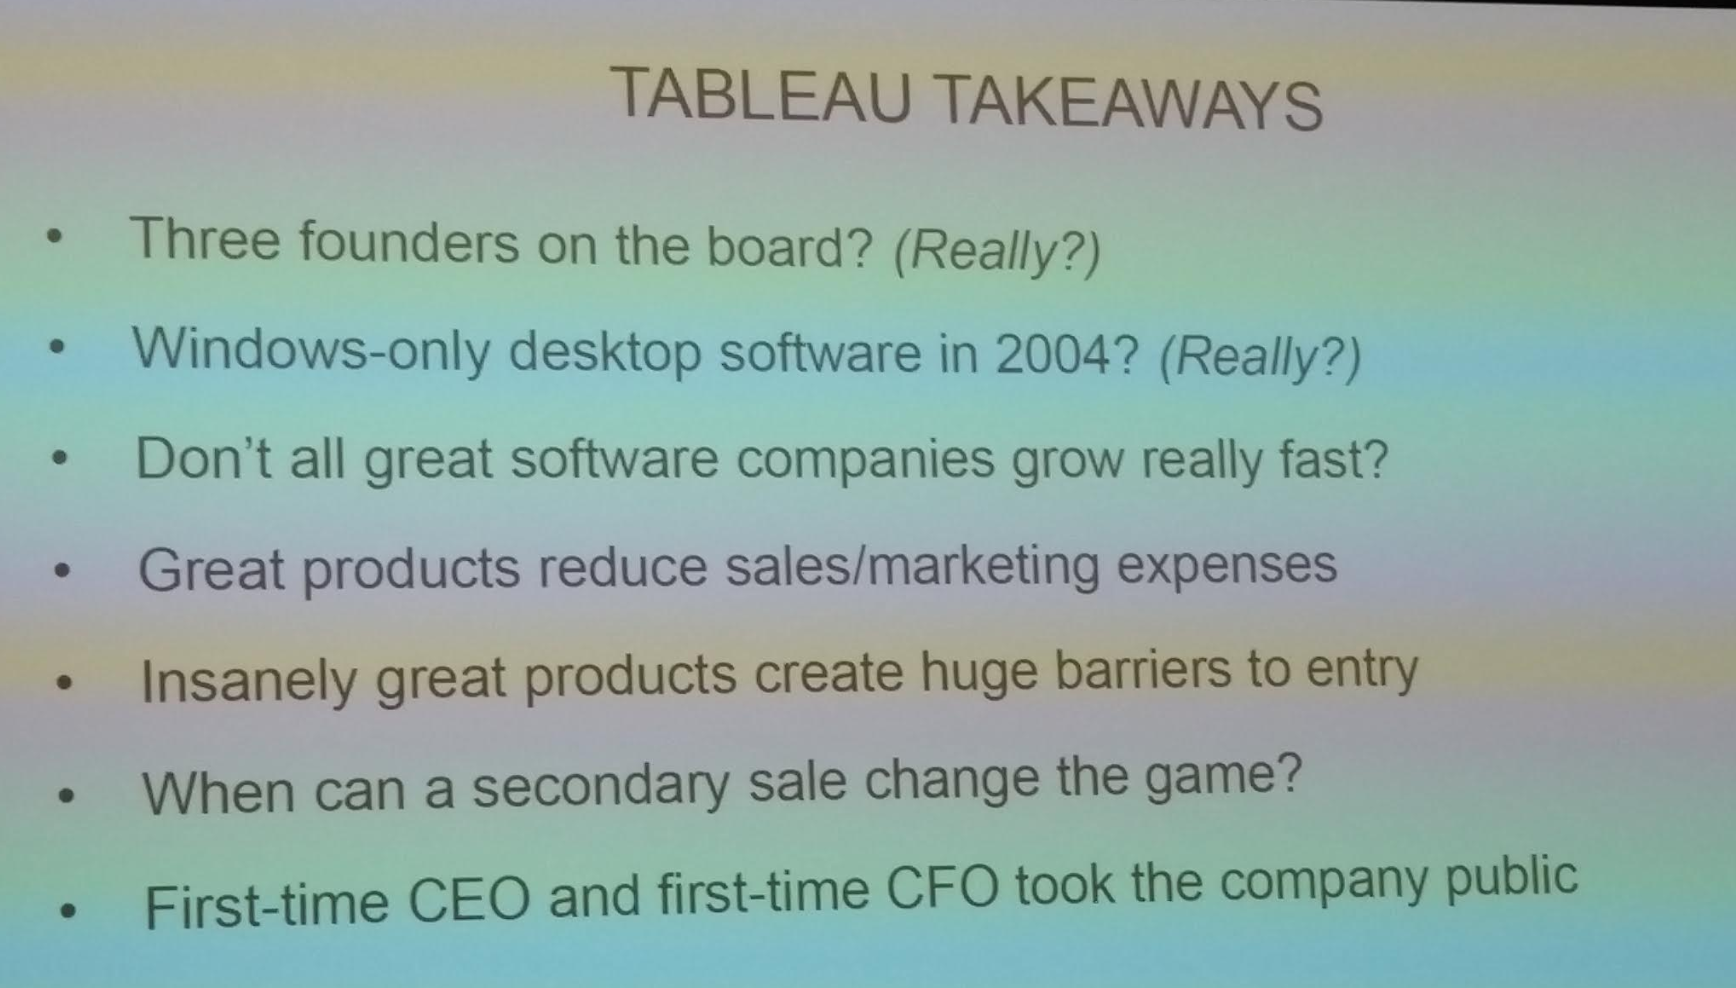 TABLEAU TAKEAWAYS
• Three founders on the board? (Really?)
• Windows-only desktop software in 2004? (Really?)
• Don't all great software companies grow really fast?
• Great products reduce sales/marketing expenses
• Insanely great products create huge barriers to entry
• When can a secondary sale change the game?
• First-time CEO and first-time CFO took the company public